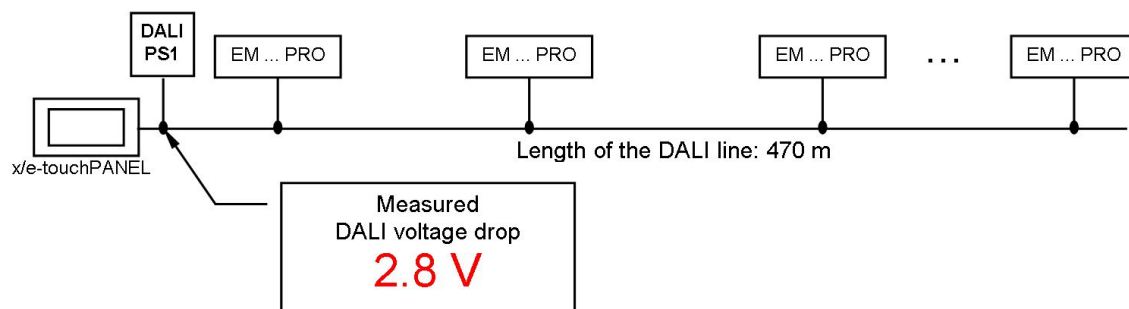 DALI
PS1
EM ... PRO
EM ... PRO
EM ... PRO
...
EM ... PRO
x/e-touchPANEL
Length of the DALI line: 470 m
Measured
DALI voltage drop
2.8 V